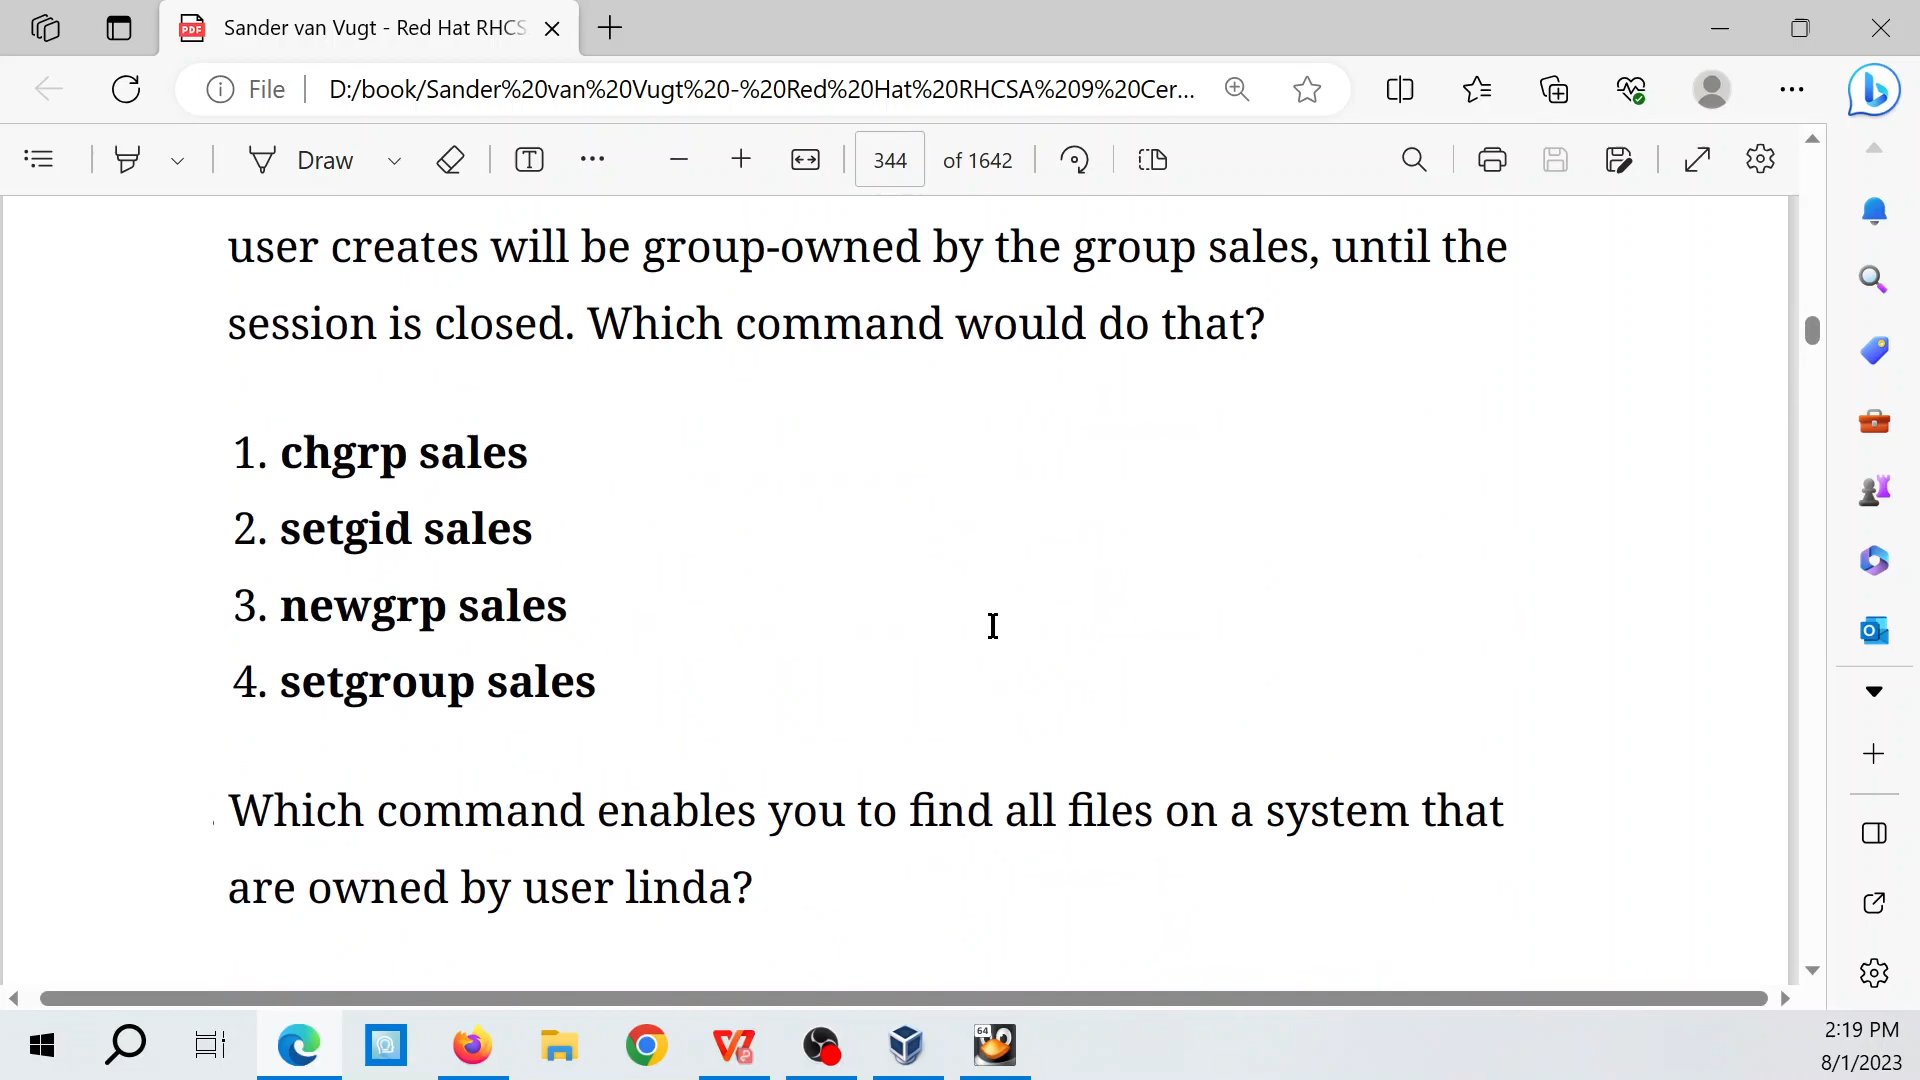 Sander van Vugt - Red Hat RHCS
File
D:/book/Sander%20van%20Vugt%20-%20Red%20Hat%20RHCSA%209%20Cer...
Draw
344 of 1642
user creates will be group-owned by the group sales, until the
session is closed. Which command would do that?
1. chgrp sales
2. setgid sales
3. newgrp sales
4. setgroup sales
Which command enables you to find all files on a system that
are owned by user linda?
2:19 PM
8/1/2023